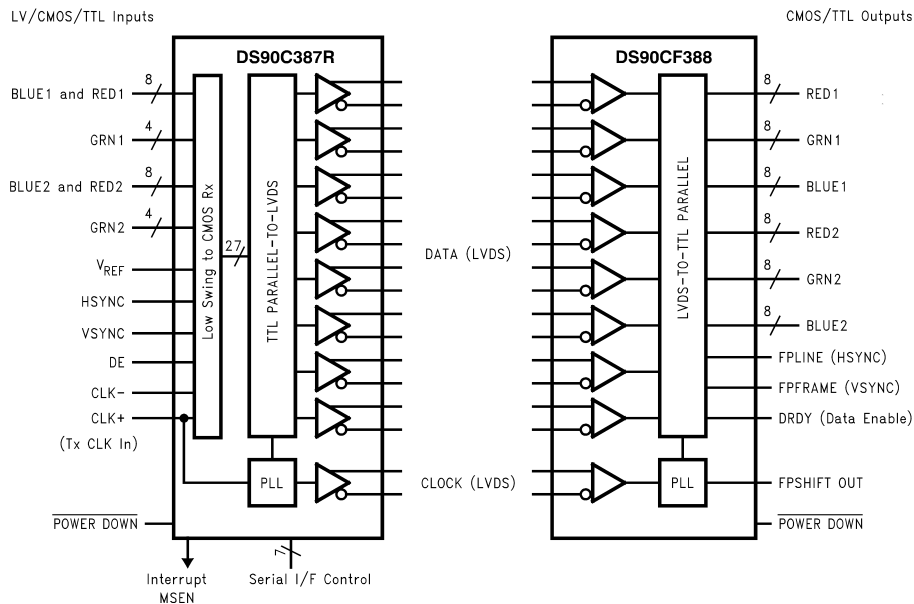 LV/CMOS/TTL Inputs
CMOS/TTL Outputs
DS90C387R
BLUE1 and RED1
8
GRN1
4
BLUE2 and RED2
8
GRN2
4
VREF
HSYNC
VSYNC
DE
CLK-
CLK+
(Tx CLK In)
POWER DOWN
Low Swing to CMOS Rx
27
TTL PARALLEL-TO-LVDS
PLL
Interrupt
MSEN
7
Serial I/F Control
DATA (LVDS)
CLOCK (LVDS)
DS90CF388
LVDS-TO-TTL PARALLEL
PLL
8
RED1
8
GRN1
8
BLUE1
8
RED2
8
GRN2
8
BLUE2
FPLINE (HSYNC)
FPFRAME (VSYNC)
DRDY (Data Enable)
FPSHIFT OUT
POWER DOWN